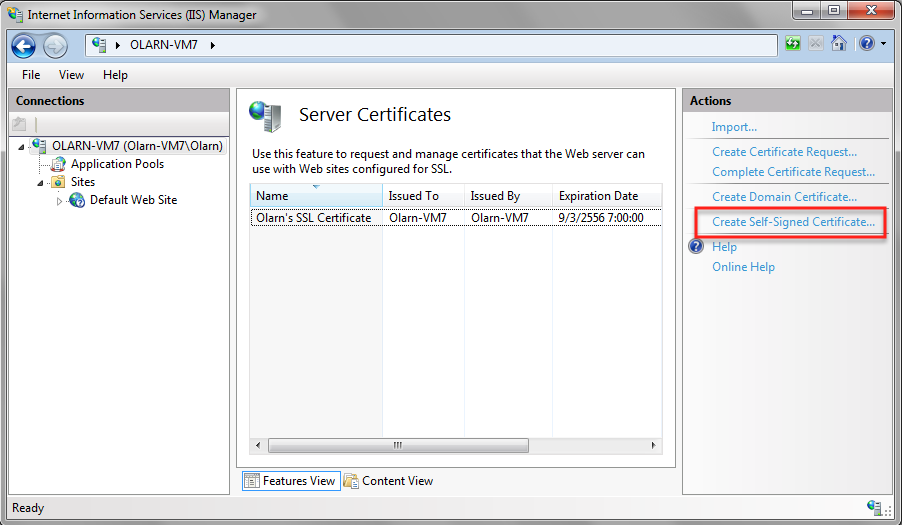 Internet Information Services (IIS) Manager
OLARN-VM7
File View Help
Connections
OLARN-VM7 (Olarn-VM7\Olarn)
Application Pools
Sites
Default Web Site
Server Certificates
Use this feature to request and manage certificates that the Web server can
use with Web sites configured for SSL.
Name Issued To Issued By Expiration Date
Olarn's SSL Certificate Olarn-VM7 Olarn-VM7 9/3/2556 7:00:00
Features View Content View
Actions
Import...
Create Certificate Request...
Complete Certificate Request...
Create Domain Certificate...
Create Self-Signed Certificate...
Help
Online Help
Ready